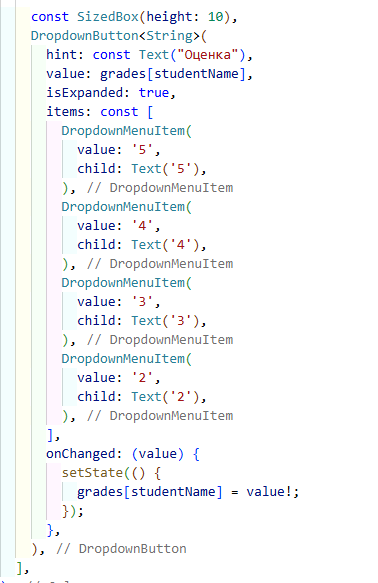 const SizedBox(height: 10),
DropdownButton<String>(
hint: const Text("Оценка"),
value: grades[studentName],
isExpanded: true,
items: const [
DropdownMenuItem(
value: '5',
child: Text('5'),
), // DropdownMenuItem
DropdownMenuItem(
value: '4',
child: Text('4'),
), // DropdownMenuItem
DropdownMenuItem(
value: '3',
child: Text('3'),
), // DropdownMenuItem
DropdownMenuItem(
value: '2',
child: Text('2'),
), // DropdownMenuItem
],
onChanged: (value) {
setState(() {
grades[studentName] = value!;
});
},
), // DropdownButton
],